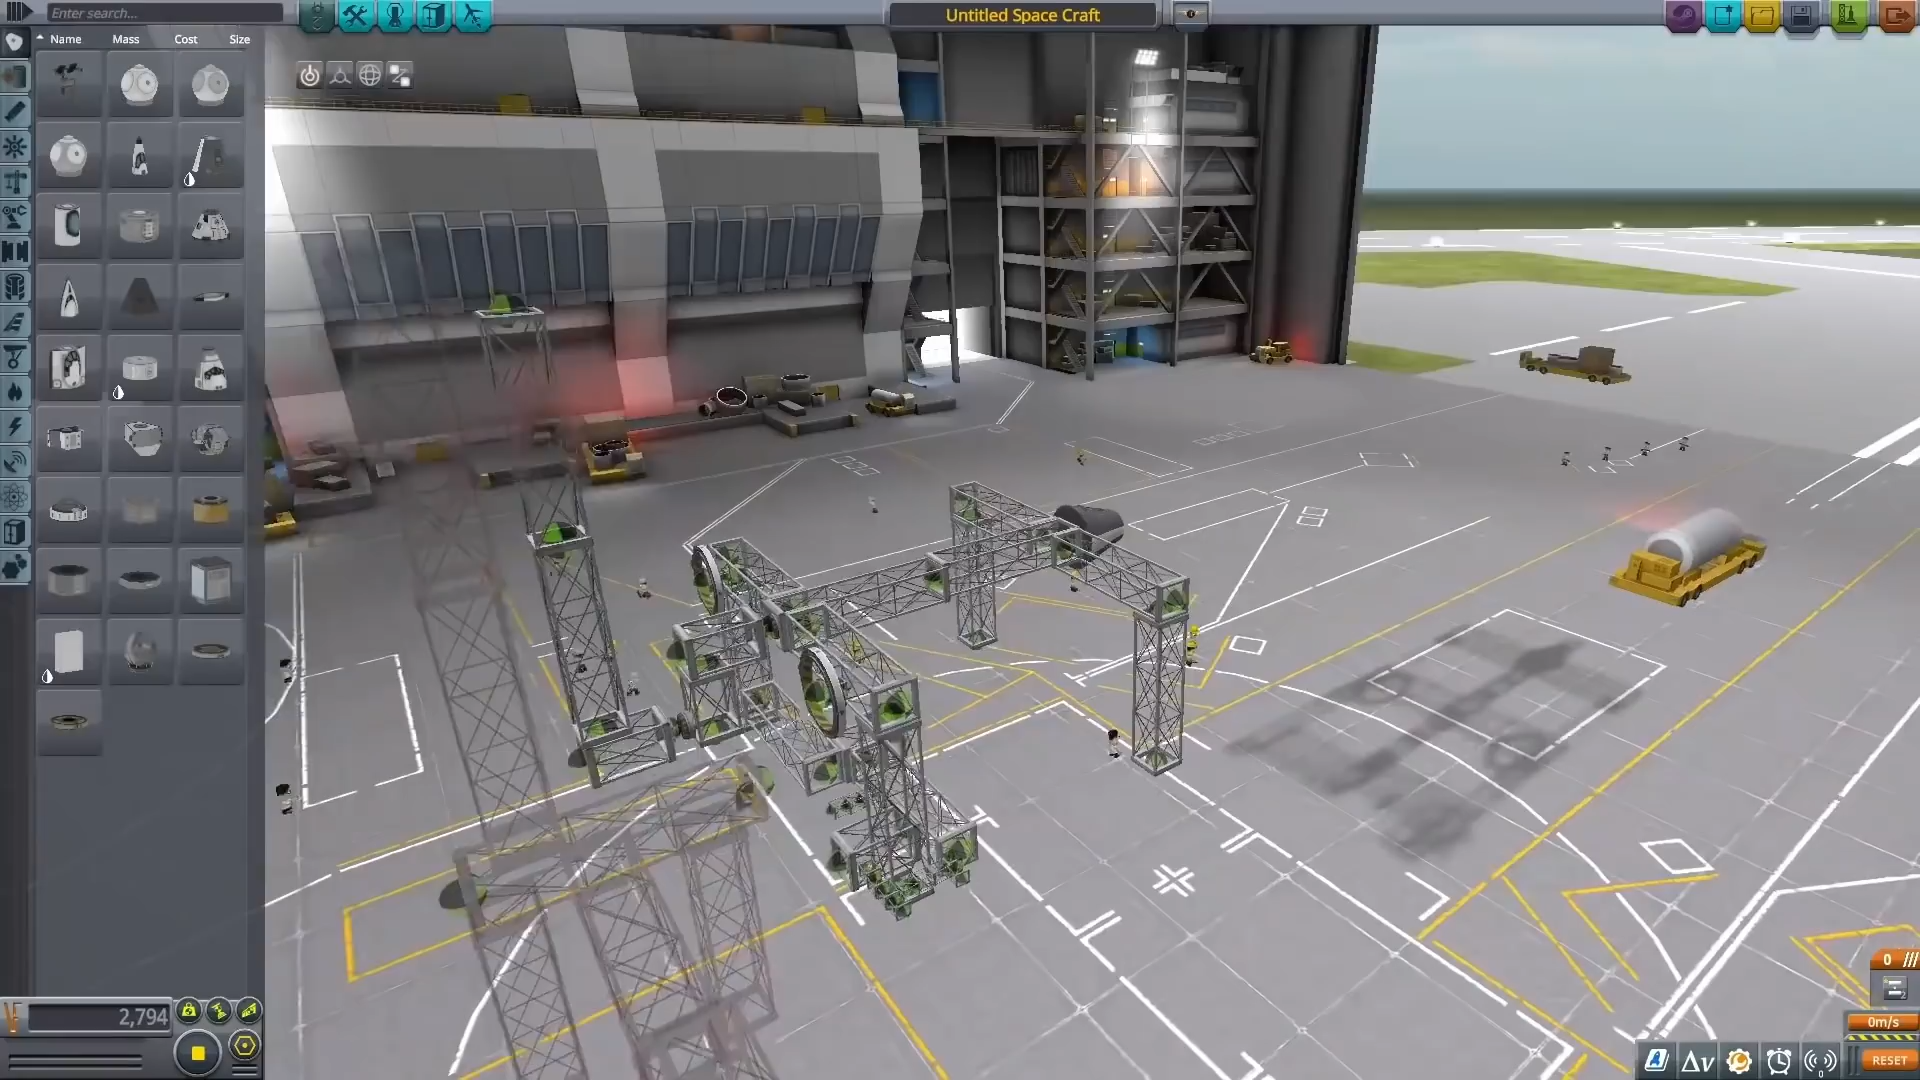 Enter search...
Untitled Space Craft
Name Mass Cost Size
2,794
0
0m/s
Δv
RESET